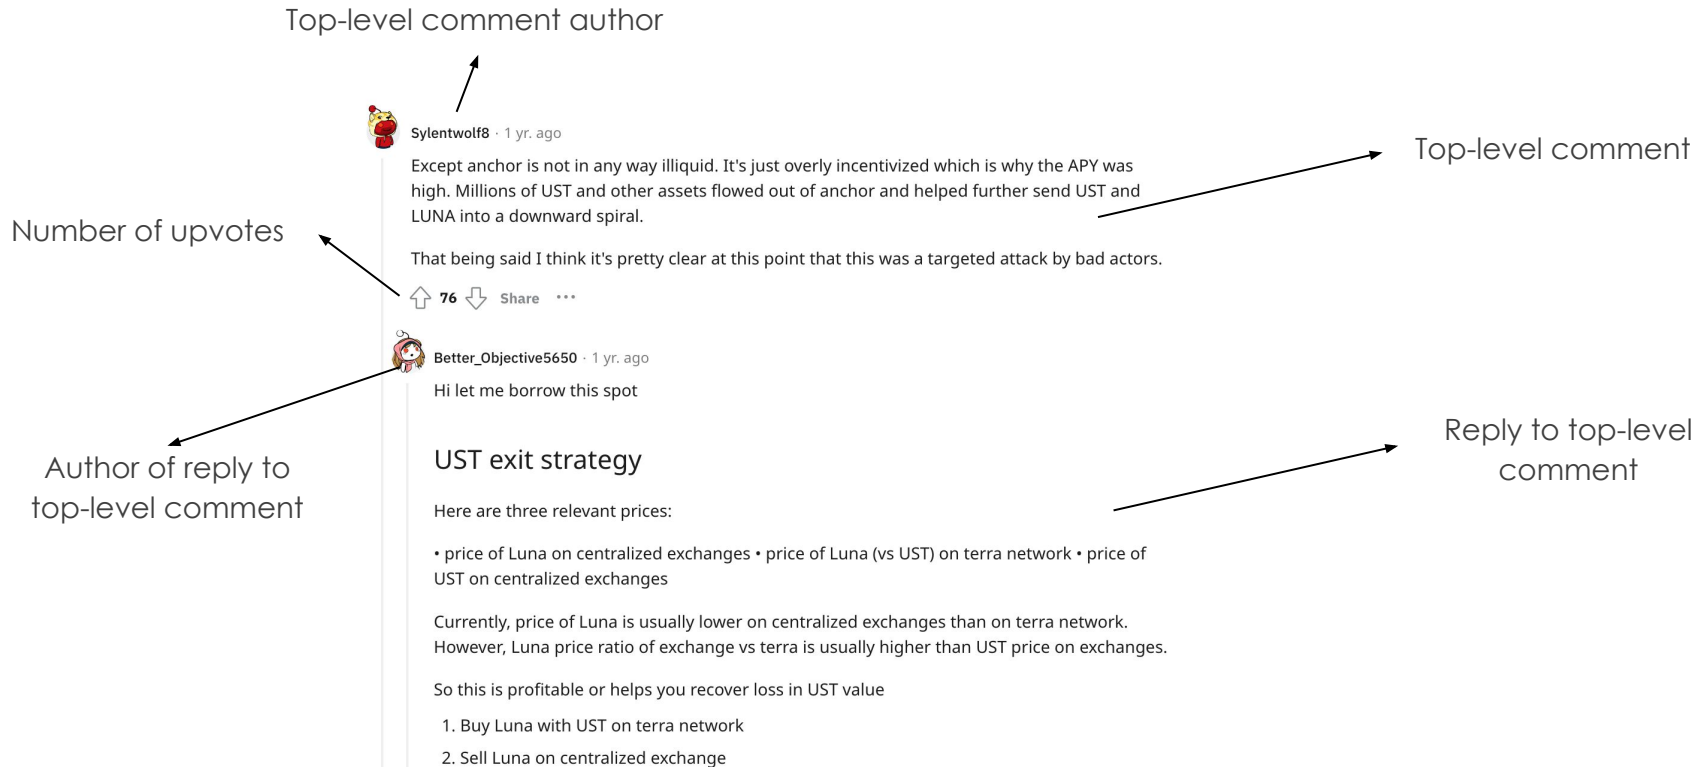 Top-level comment author
Sylentwolf8 · 1 yr. ago
Top-level comment
Except anchor is not in any way illiquid. It's just overly incentivized which is why the APY was
high. Millions of UST and other assets flowed out of anchor and helped further send UST and
LUNA into a downward spiral.
Number of upvotes
That being said I think it's pretty clear at this point that this was a targeted attack by bad actors.
76 Share ···
Better_Objective5650 · 1 yr. ago
Hi let me borrow this spot
Author of reply to
top-level comment
Reply to top-level
comment
UST exit strategy
Here are three relevant prices:
• price of Luna on centralized exchanges • price of Luna (vs UST) on terra network • price of
UST on centralized exchanges
Currently, price of Luna is usually lower on centralized exchanges than on terra network.
However, Luna price ratio of exchange vs terra is usually higher than UST price on exchanges.
So this is profitable or helps you recover loss in UST value
1. Buy Luna with UST on terra network
2. Sell Luna on centralized exchange